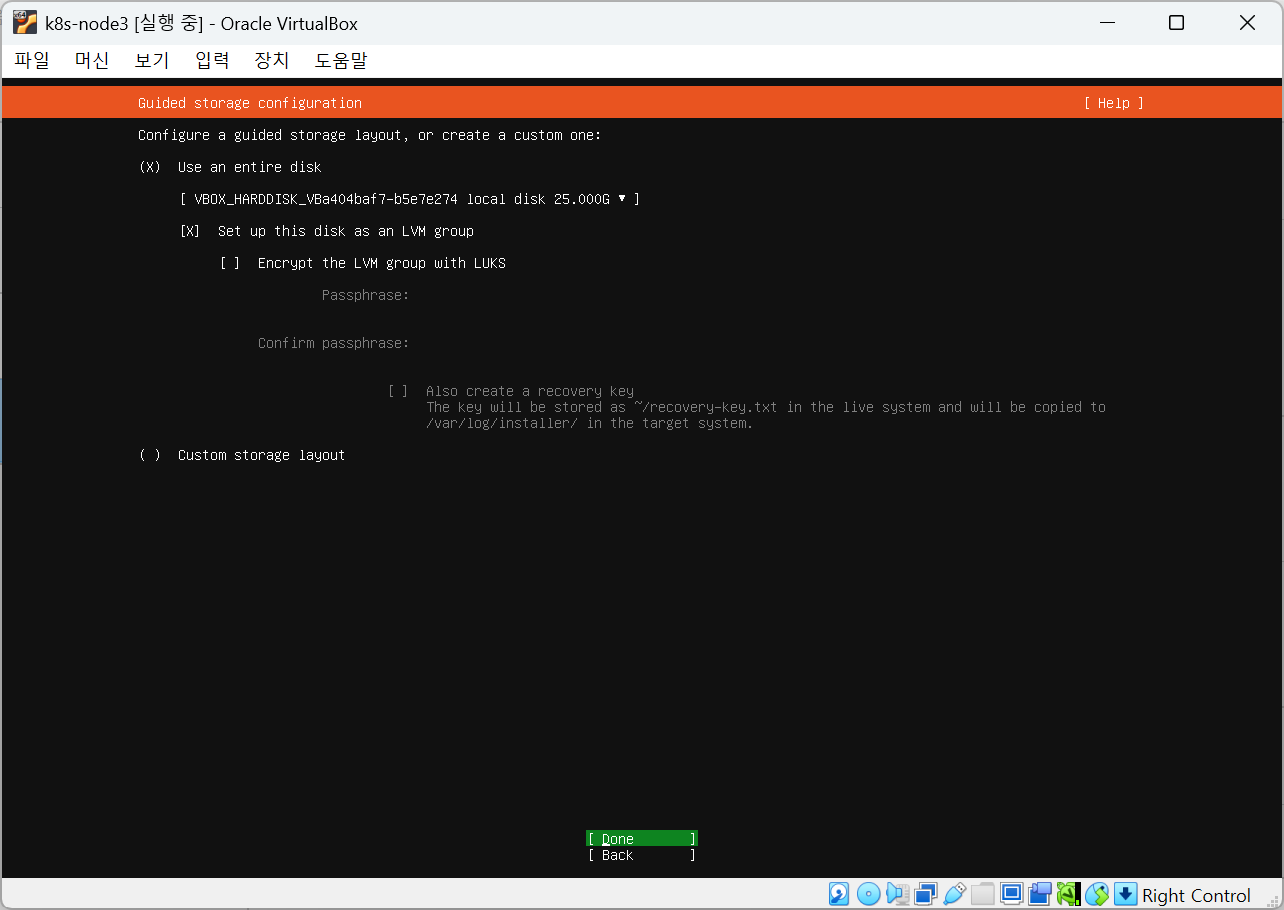 k8s-node3 [실행 중] - Oracle VirtualBox
파일 머신 보기 입력 장치 도움말
Guided storage configuration [ Help ]
Configure a guided storage layout, or create a custom one:
(X) Use an entire disk
[ VBOX_HARDDISK_VBa404baf7-b5e7e274 local disk 25.000G ▾ ]
[X] Set up this disk as an LVM group
[ ] Encrypt the LVM group with LUKS
Passphrase:
Confirm passphrase:
[ ] Also create a recovery key
The key will be stored as ~/recovery-key.txt in the live system and will be copied to
/var/log/installer/ in the target system.
( ) Custom storage layout
[ Done ]
[ Back ]
Right Control